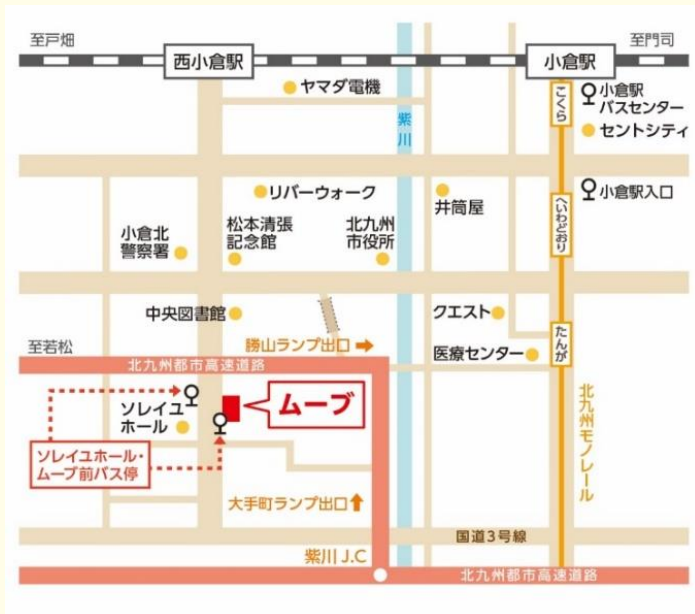 至戸畑
西小倉駅
小倉駅
至門司
ヤマダ電機
こくら
小倉駅
バスセンター
セントシティ
紫川
リバーウォーク
井筒屋
へいわどおり
小倉駅入口
小倉北
警察署
松本清張
記念館
北九州
市役所
中央図書館
クエスト
たんが
至若松
勝山ランプ出口➡
医療センター
北九州都市高速道路
ソレイユ
ホール
ムーブ
北九州モノレール
ソレイユホール・
ムーブ前バス停
大手町ランプ出口⬆
国道3号線
紫川 J.C
北九州都市高速道路